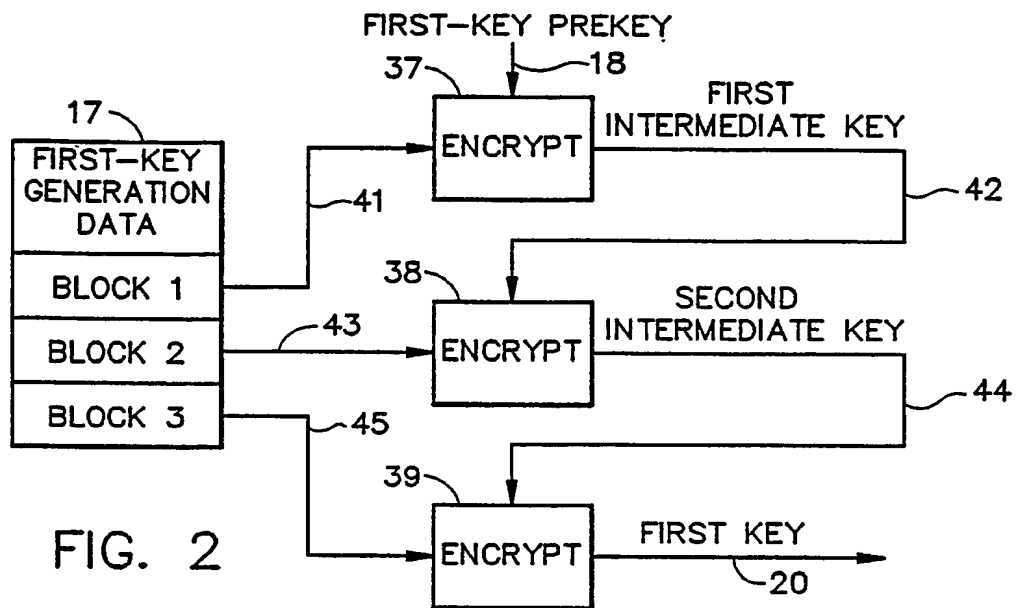 FIRST-KEY PREKEY
18
37
ENCRYPT
FIRST
INTERMEDIATE KEY
42
17
FIRST-KEY
GENERATION
DATA
BLOCK 1
BLOCK 2
BLOCK 3
41
43
45
38
ENCRYPT
SECOND
INTERMEDIATE KEY
44
39
ENCRYPT
FIRST KEY
20
FIG. 2